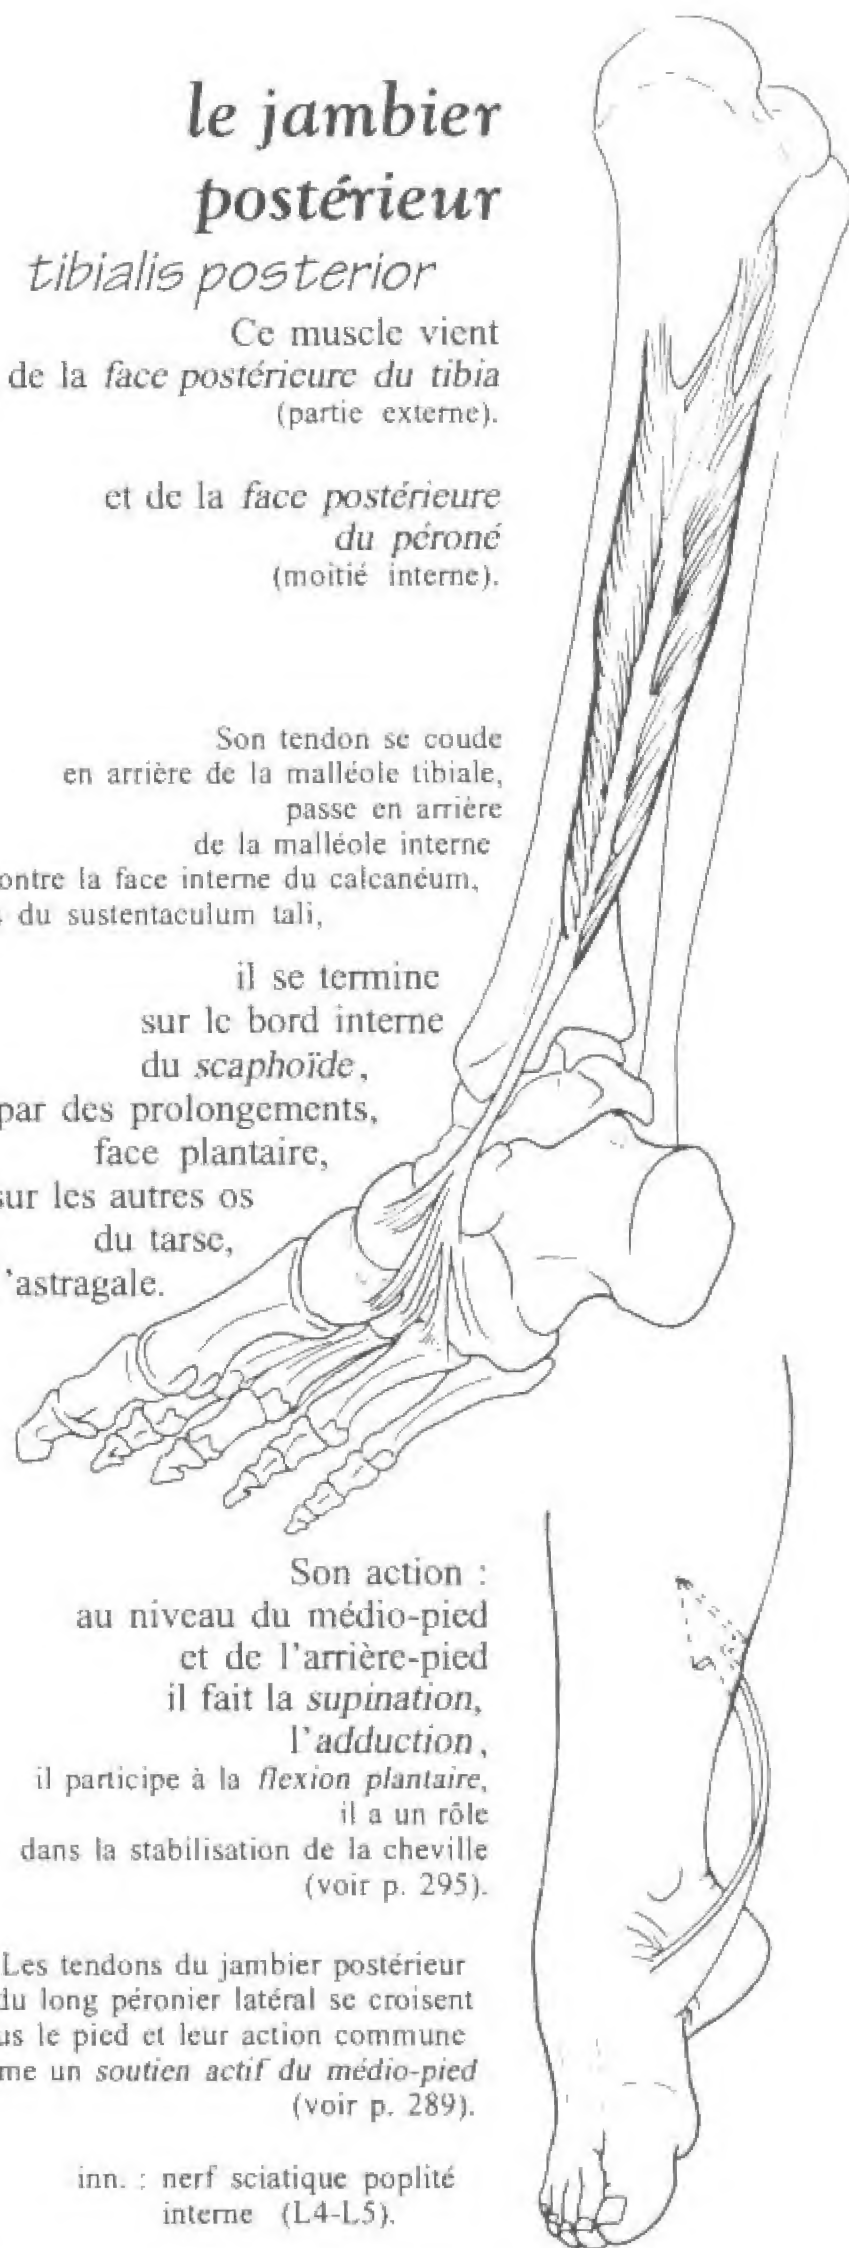 le jambier
postérieur
tibialis posterior
Ce muscle vient
de la face postérieure du tibia
(partie externe).
et de la face postérieure
du péroné
(moitié interne).
Son tendon se coude
en arrière de la malléole tibiale,
passe en arrière
de la malléole interne
contre la face interne du calcanéum,
du sustentaculum tali,
il se termine
sur le bord interne
du scaphoïde,
par des prolongements,
face plantaire,
sur les autres os
du tarse,
'astragale.
Son action :
au niveau du médio-pied
et de l'arrière-pied
il fait la supination,
l'adduction,
il participe à la flexion plantaire,
il a un rôle
dans la stabilisation de la cheville
(voir p. 295).
Les tendons du jambier postérieur
du long péronier latéral se croisent
le pied et leur action commune
un soutien actif du médio-pied
(voir p. 289).
inn. : nerf sciatique poplité
interne (L4-L5).